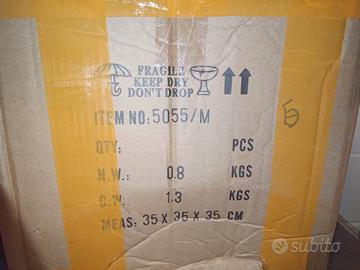 FRAGILE
KEEP DRY
DON'T DROP
ITEM NO: 5055/M
QTY: PCS
N.W.: 0.8 KGS
G.W.: 1.3 KGS
MEAS: 35 X 35 X 35 CM
subito